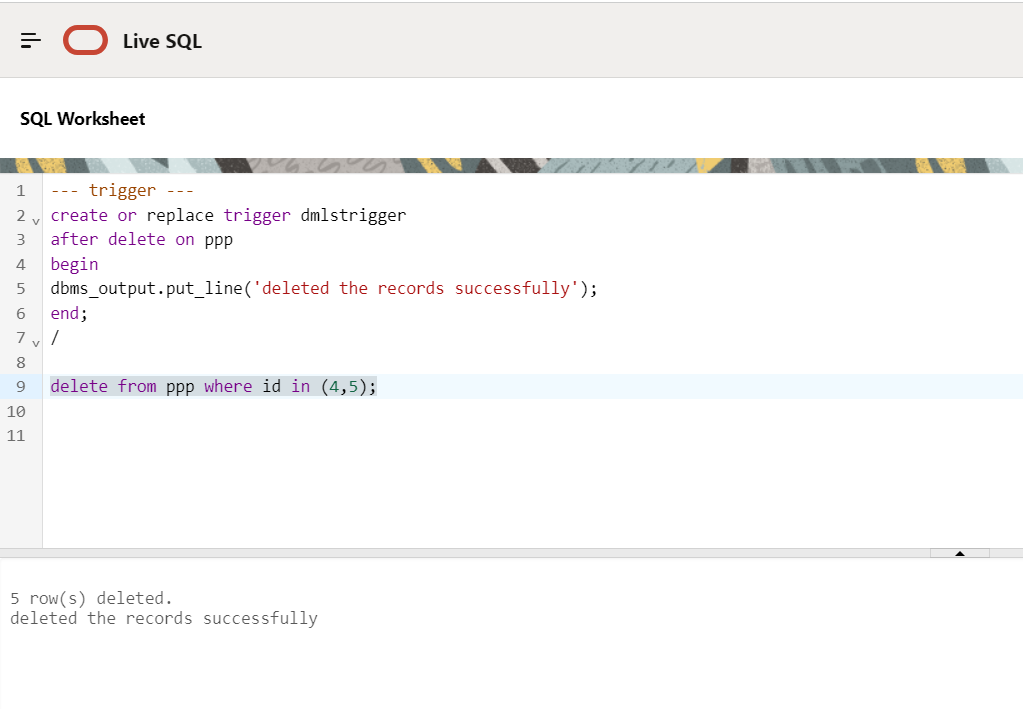 Live SQL
SQL Worksheet
1 --- trigger ---
2 create or replace trigger dmlstrigger
3 after delete on ppp
4 begin
5 dbms_output.put_line('deleted the records successfully');
6 end;
7 /
8
9 delete from ppp where id in (4,5);
10
11
5 row(s) deleted.
deleted the records successfully